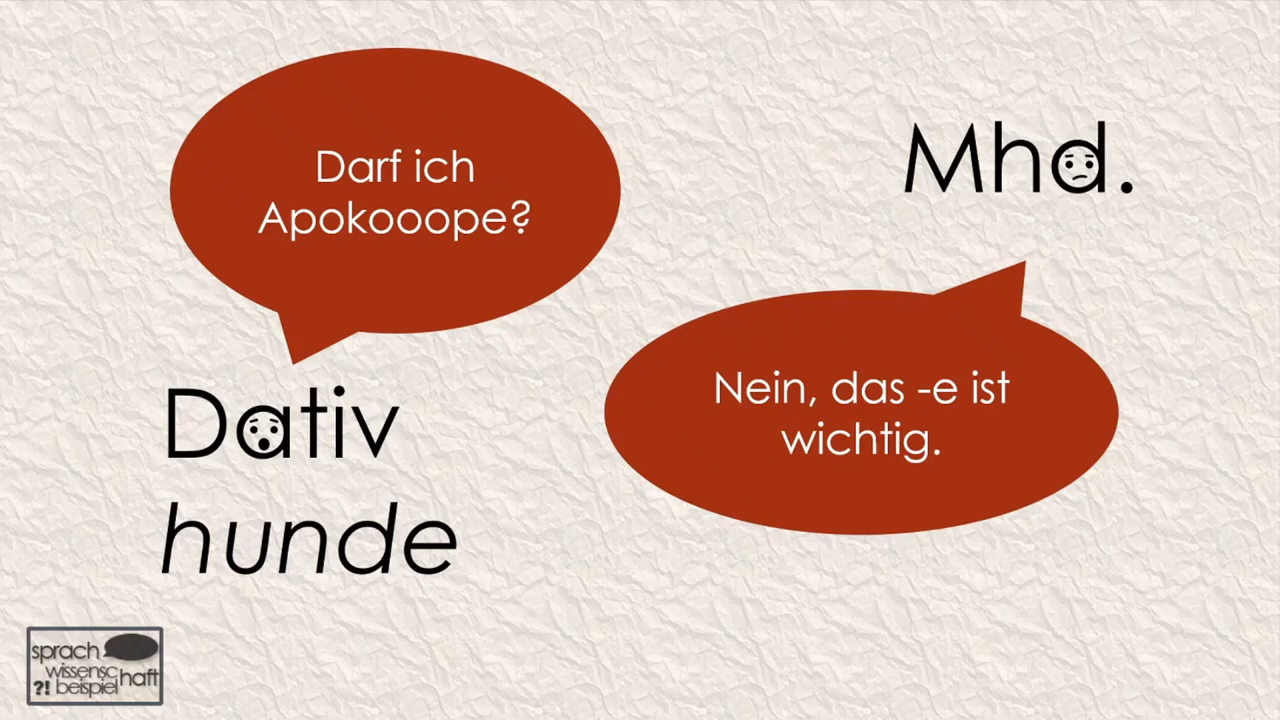 Darf ich
Apokooope?
Mhd.
Nein, das -e ist
wichtig.
Dativ
hunde
sprach
wissensc
haft
?! beispiel